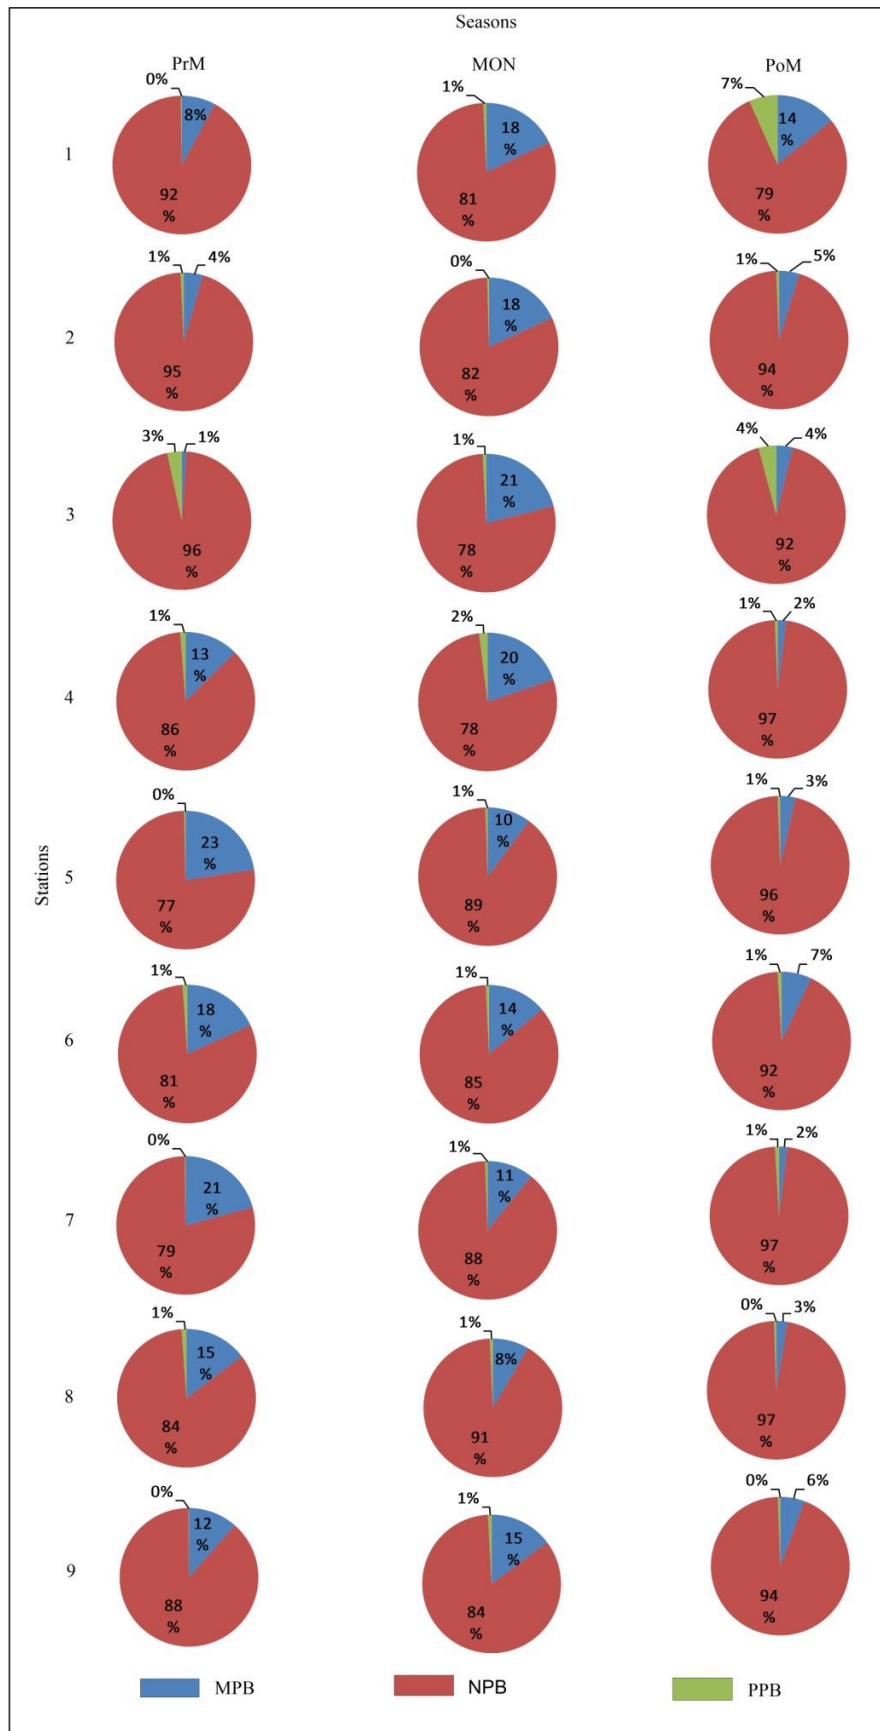 Seasons
PrM MON PoM
0% 8% 1% 18 % 7% 14 %
1
92 % 81 % 79 %
1% 4% 0% 18 % 1% 5%
2
95 % 82 % 94 %
3% 1% 1% 21 % 4% 4%
3
96 % 78 % 92 %
1% 13 % 2% 20 % 1% 2%
4
86 % 78 % 97 %
0% 23 % 1% 10 % 1% 3%
Stations
5
77 % 89 % 96 %
1% 18 % 1% 14 % 1% 7%
6
81 % 85 % 92 %
0% 21 % 1% 11 % 1% 2%
7
79 % 88 % 97 %
1% 15 % 1% 8% 0% 3%
8
84 % 91 % 97 %
0% 12 % 1% 15 % 0% 6%
9
88 % 84 % 94 %
MPB NPB PPB